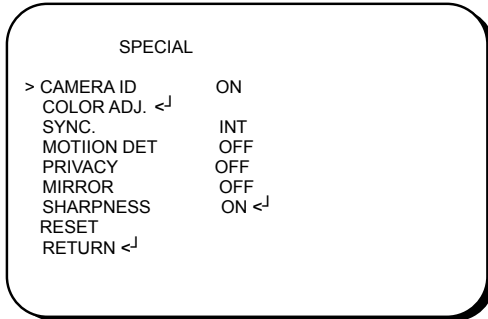 SPECIAL
> CAMERA ID ON
COLOR ADJ. <┘
SYNC. INT
MOTIION DET OFF
PRIVACY OFF
MIRROR OFF
SHARPNESS ON <┘
RESET
RETURN <┘